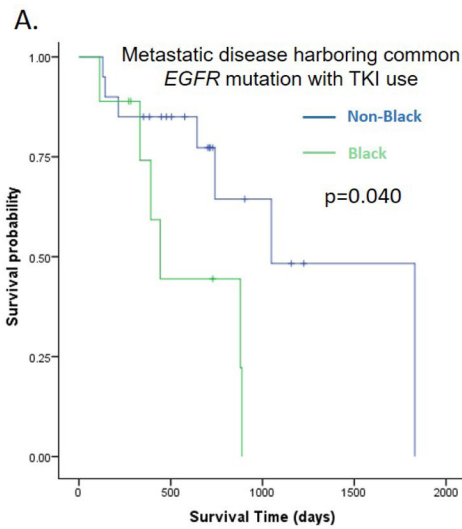 A.
Metastatic disease harboring common
EGFR mutation with TKI use
Non-Black
Black
p=0.040
Survival probability
1.00
0.75
0.50
0.25
0.00
0
500
1000
1500
2000
Survival Time (days)